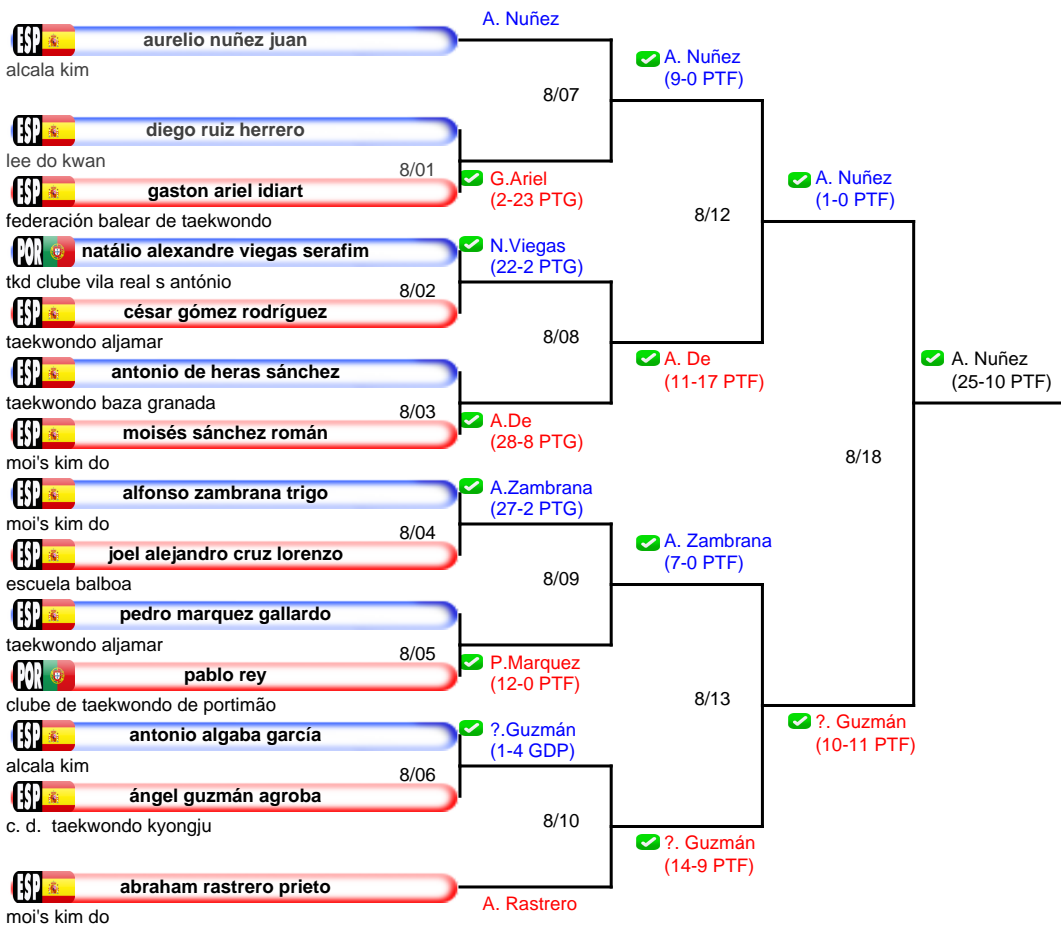 A. Nuñez
ESP aurelio nuñez juan
alcala kim
A. Nuñez
(9-0 PTF)
8/07
ESP diego ruiz herrero
lee do kwan
8/01
ESP gaston ariel idiart
federación balear de taekwondo
G.Ariel
(2-23 PTG)
A. Nuñez
(1-0 PTF)
8/12
POR natálio alexandre viegas serafim
tkd clube vila real s antónio
N.Viegas
(22-2 PTG)
8/02
ESP césar gómez rodríguez
taekwondo aljamar
8/08
ESP antonio de heras sánchez
taekwondo baza granada
A. De
(11-17 PTF)
A. Nuñez
(25-10 PTF)
8/03
ESP moisés sánchez román
moi's kim do
A.De
(28-8 PTG)
8/18
ESP alfonso zambrana trigo
moi's kim do
A.Zambrana
(27-2 PTG)
8/04
ESP joel alejandro cruz lorenzo
escuela balboa
A. Zambrana
(7-0 PTF)
8/09
ESP pedro marquez gallardo
taekwondo aljamar
8/05
POR pablo rey
clube de taekwondo de portimão
P.Marquez
(12-0 PTF)
8/13
ESP antonio algaba garcía
alcala kim
?.Guzmán
(1-4 GDP)
?. Guzmán
(10-11 PTF)
8/06
ESP ángel guzmán agroba
c. d. taekwondo kyongju
8/10
?. Guzmán
(14-9 PTF)
ESP abraham rastrero prieto
moi's kim do
A. Rastrero